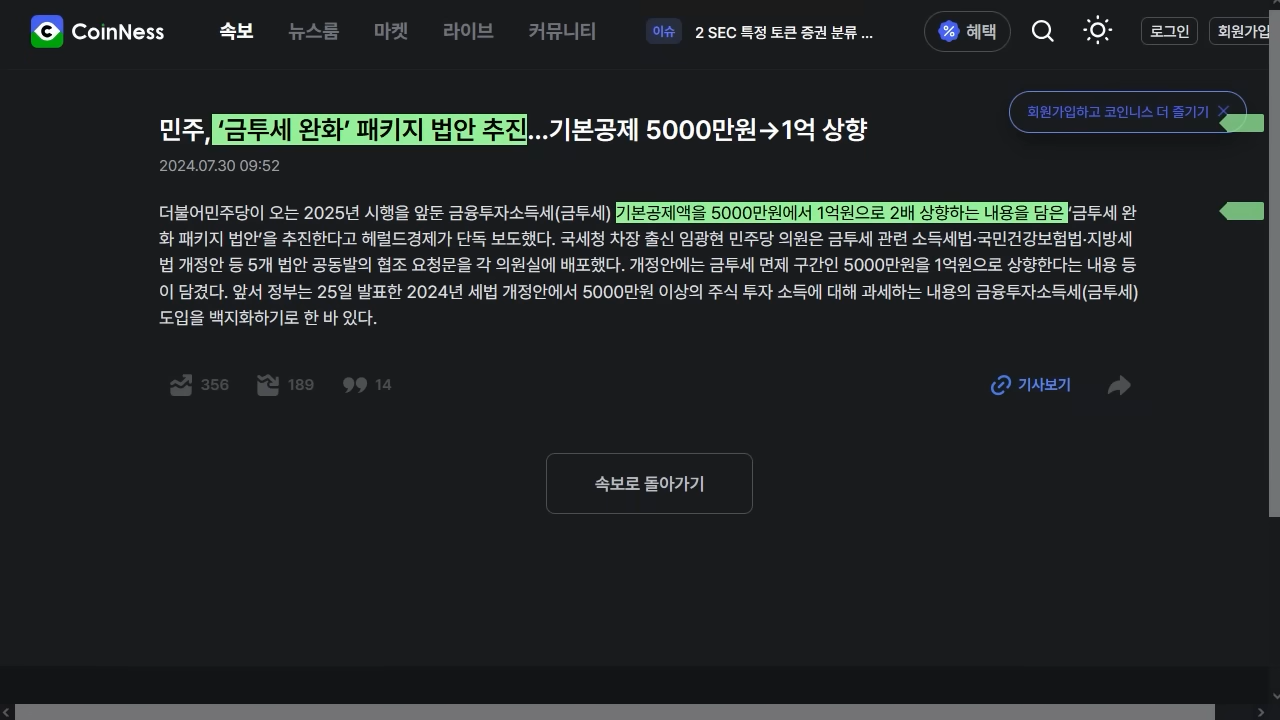 CoinNess 속보 뉴스룸 마켓 라이브 커뮤니티 이슈 2 SEC 특정 토큰 증권 분류 ... 혜택 로그인 회원가입
회원가입하고 코인니스 더 즐기기
민주, ‘금투세 완화’ 패키지 법안 추진...기본공제 5000만원→1억 상향
2024.07.30 09:52
더불어민주당이 오는 2025년 시행을 앞둔 금융투자소득세(금투세) 기본공제액을 5000만원에서 1억원으로 2배 상향하는 내용을 담은 ‘금투세 완
화 패키지 법안’을 추진한다고 헤럴드경제가 단독 보도했다. 국세청 차장 출신 임광현 민주당 의원은 금투세 관련 소득세법·국민건강보험법·지방세
법 개정안 등 5개 법안 공동발의 협조 요청문을 각 의원실에 배포했다. 개정안에는 금투세 면제 구간인 5000만원을 1억원으로 상향한다는 내용 등
이 담겼다. 앞서 정부는 25일 발표한 2024년 세법 개정안에서 5000만원 이상의 주식 투자 소득에 대해 과세하는 내용의 금융투자소득세(금투세)
도입을 백지화하기로 한 바 있다.
356 189 14 기사보기
속보로 돌아가기